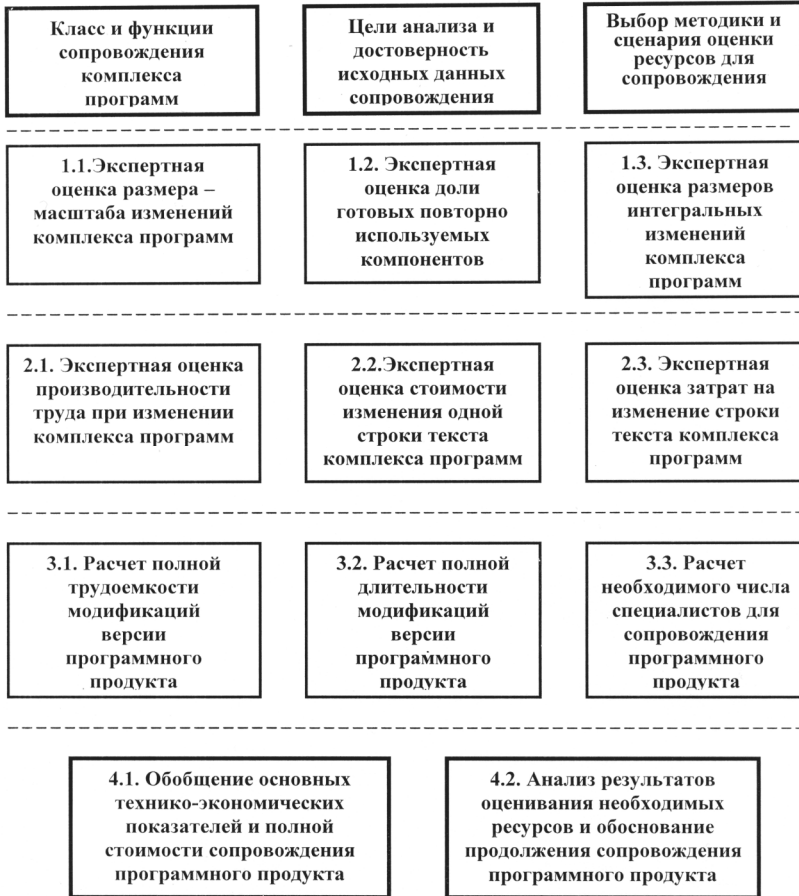 Класс и функции
сопровождения
комплекса
программ
Цели анализа и
достоверность
исходных данных
сопровождения
Выбор методики и
сценария оценки
ресурсов для
сопровождения
1.1.Экспертная
оценка размера –
масштаба изменений
комплекса программ
1.2. Экспертная
оценка доли
готовых повторно
используемых
компонентов
1.3. Экспертная
оценка размеров
интегральных
изменений
комплекса
программ
2.1. Экспертная оценка
производительности
труда при изменении
комплекса программ
2.2.Экспертная
оценка стоимости
изменения одной
строки текста
комплекса программ
2.3. Экспертная
оценка затрат на
изменение строки
текста комплекса
программ
3.1. Расчет полной
трудоемкости
модификаций
версии
программного
продукта
3.2. Расчет полной
длительности
модификаций
версии
программного
продукта
3.3. Расчет
необходимого числа
специалистов для
сопровождения
программного
продукта
4.1. Обобщение основных
технико-экономических
показателей и полной
стоимости сопровождения
программного продукта
4.2. Анализ результатов
оценивания необходимых
ресурсов и обоснование
продолжения сопровождения
программного продукта